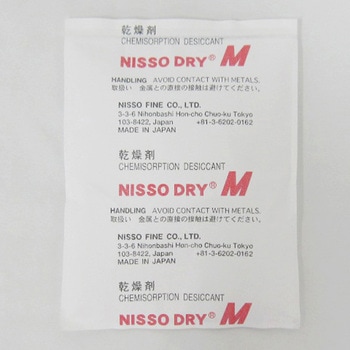 乾燥剤
CHEMISORPTION DESICCANT
NISSO DRY® M
HANDLING AVOID CONTACT WITH METALS.
取扱い 金属との直接の接触は避けてください。
NISSO FINE CO., LTD.
3-3-6 Nihonbashi Hon-cho Chuo-ku Tokyo
103-8422, JAPAN +81-3-6202-0162
MADE IN JAPAN
乾燥剤
CHEMISORPTION DESICCANT
NISSO DRY® M
HANDLING AVOID CONTACT WITH METALS.
取扱い 金属との直接の接触は避けてください。
NISSO FINE CO., LTD.
3-3-6 Nihonbashi Hon-cho Chuo-ku Tokyo
103-8422, JAPAN +81-3-6202-0162
MADE IN JAPAN
乾燥剤
CHEMISORPTION DESICCANT
NISSO DRY® M